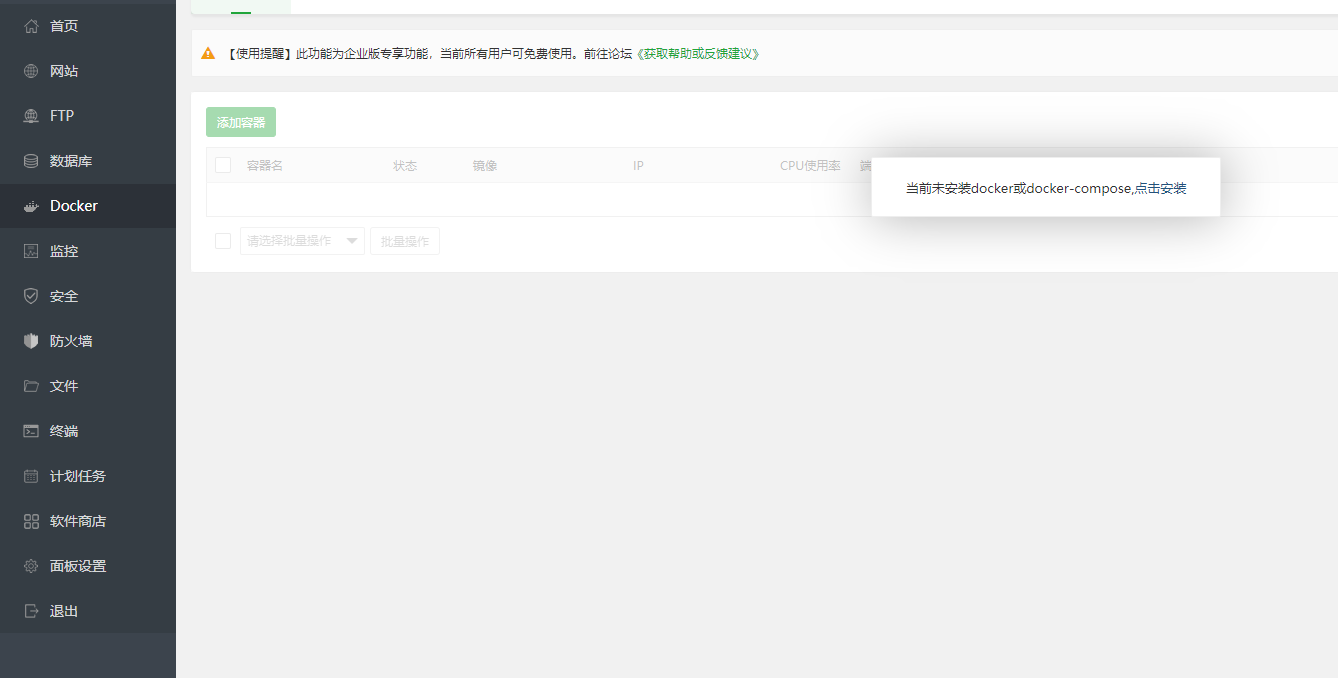 首页
网站
FTP
数据库
Docker
监控
安全
防火墙
文件
终端
计划任务
软件商店
面板设置
退出
【使用提醒】此功能为企业版专享功能，当前所有用户可免费使用。前往论坛《获取帮助或反馈建议》
添加容器
容器名 状态 镜像 IP CPU使用率 端
当前未安装docker或docker-compose,点击安装
请选择批量操作 批量操作